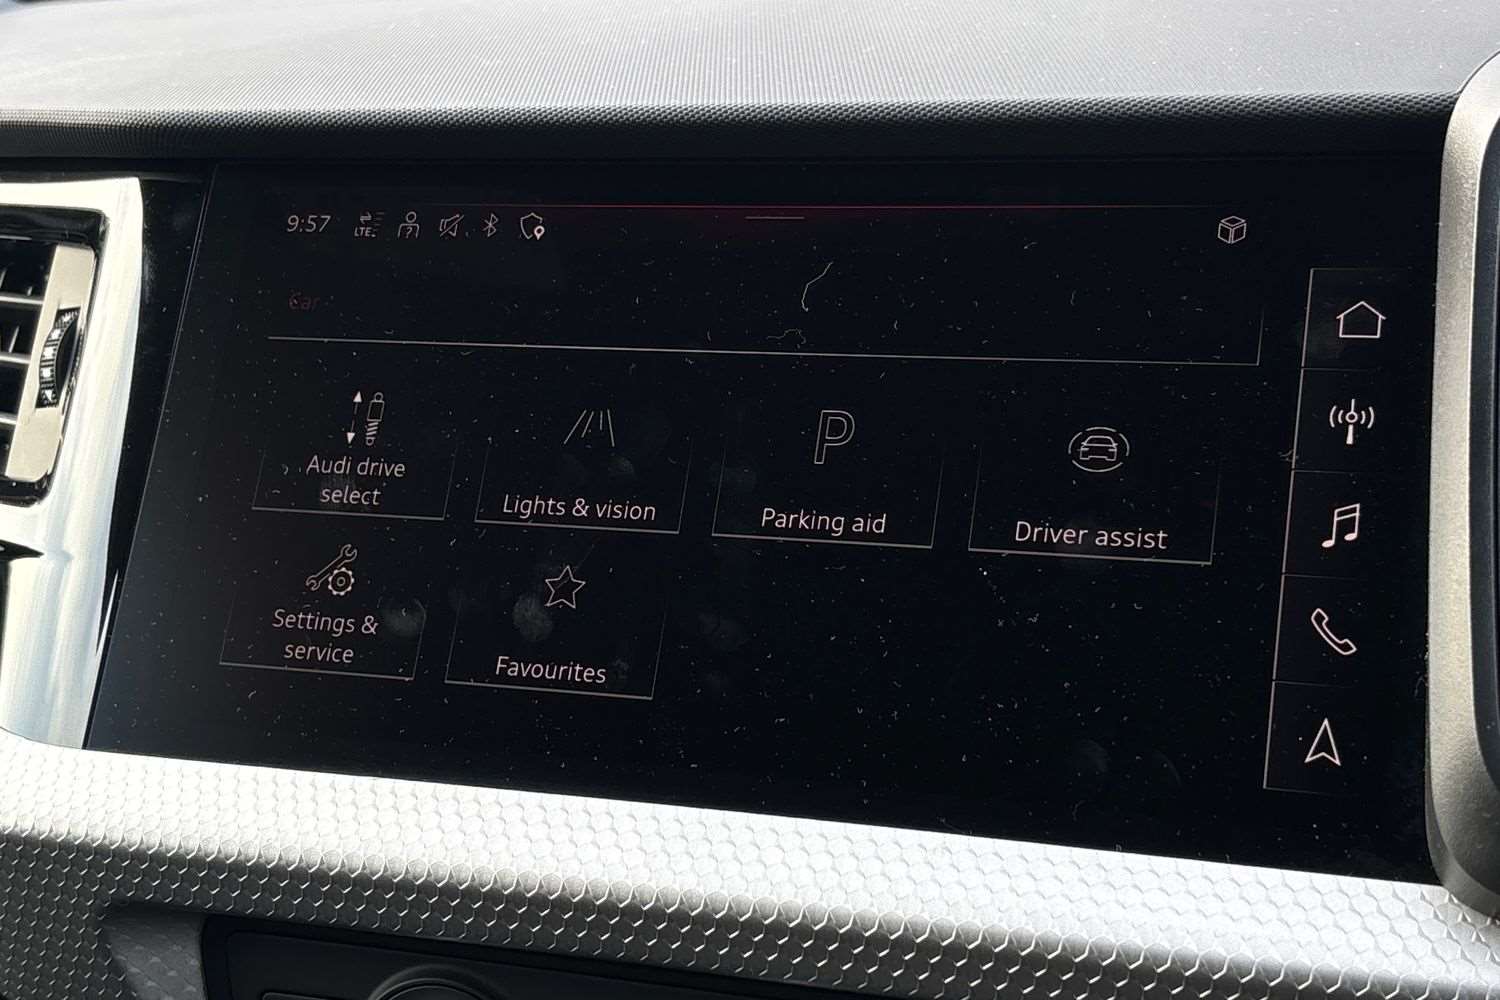 9:57
LTE
Car
Audi drive
select
Lights & vision
Parking aid
Driver assist
Settings &
service
Favourites